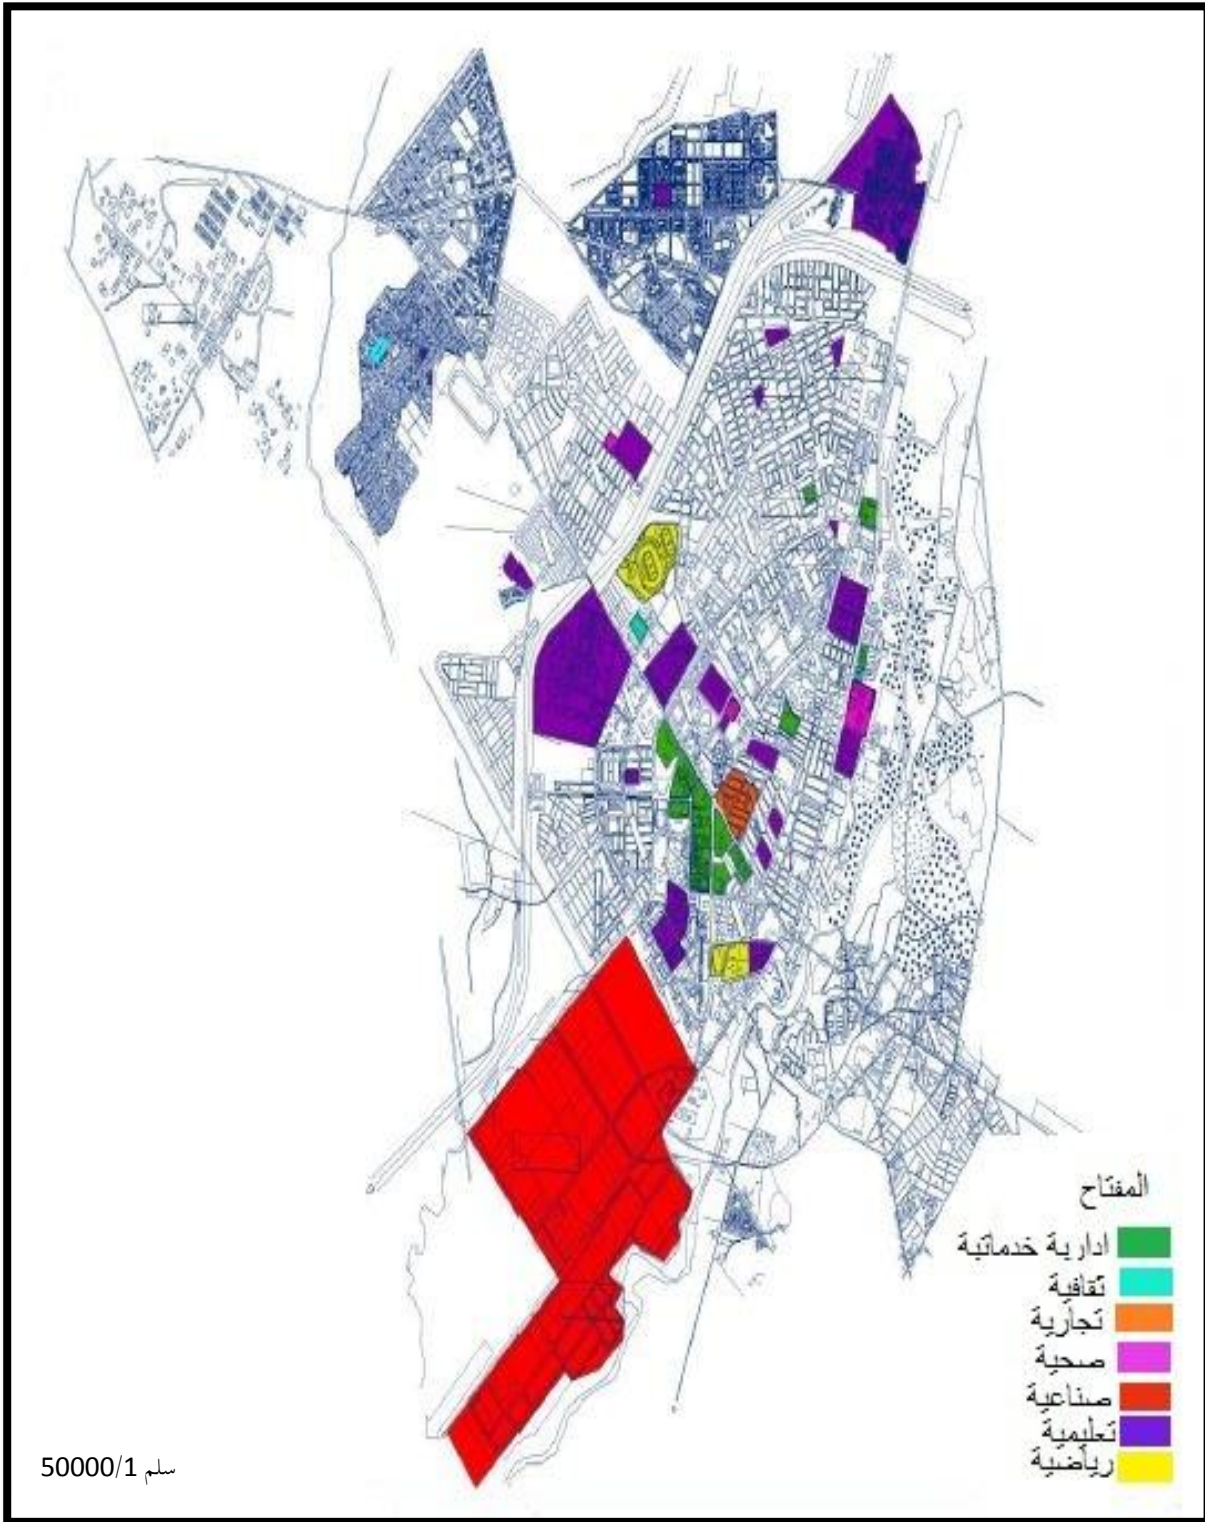 المفتاح
ادارية خدماتية
ثقافية
تجارية
صحية
صناعية
تعليمية
رياضية
سلم 50000/1